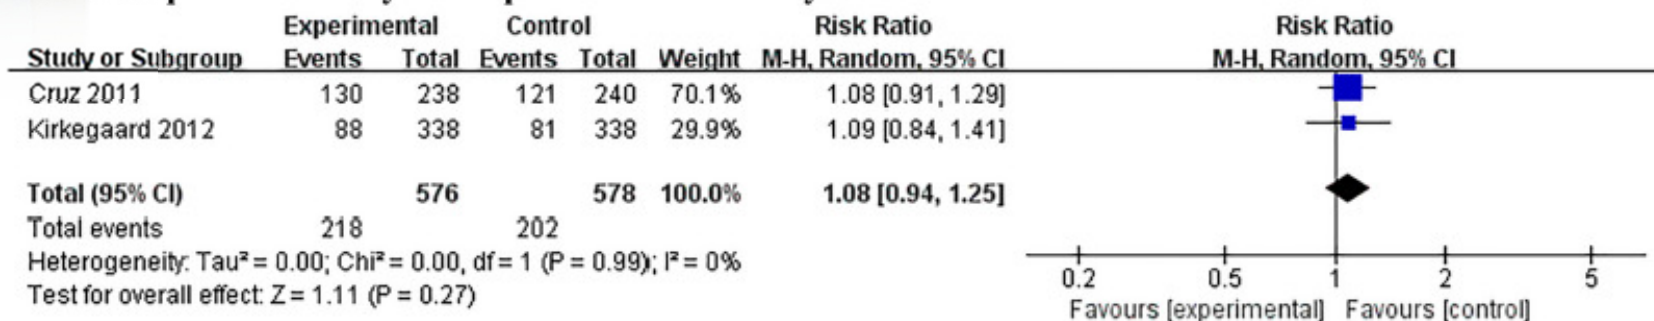 Experimental Control Risk Ratio Risk Ratio
Study or Subgroup Events Total Events Total Weight M-H, Random, 95% CI M-H, Random, 95% CI
Cruz 2011 130 238 121 240 70.1% 1.08 [0.91, 1.29]
Kirkegaard 2012 88 338 81 338 29.9% 1.09 [0.84, 1.41]
Total (95% CI) 576 578 100.0% 1.08 [0.94, 1.25]
Total events 218 202
Heterogeneity: Tau² = 0.00; Chi² = 0.00, df = 1 (P = 0.99); I² = 0%
Test for overall effect: Z = 1.11 (P = 0.27)
0.2 0.5 1 2 5
Favours [experimental] Favours [control]